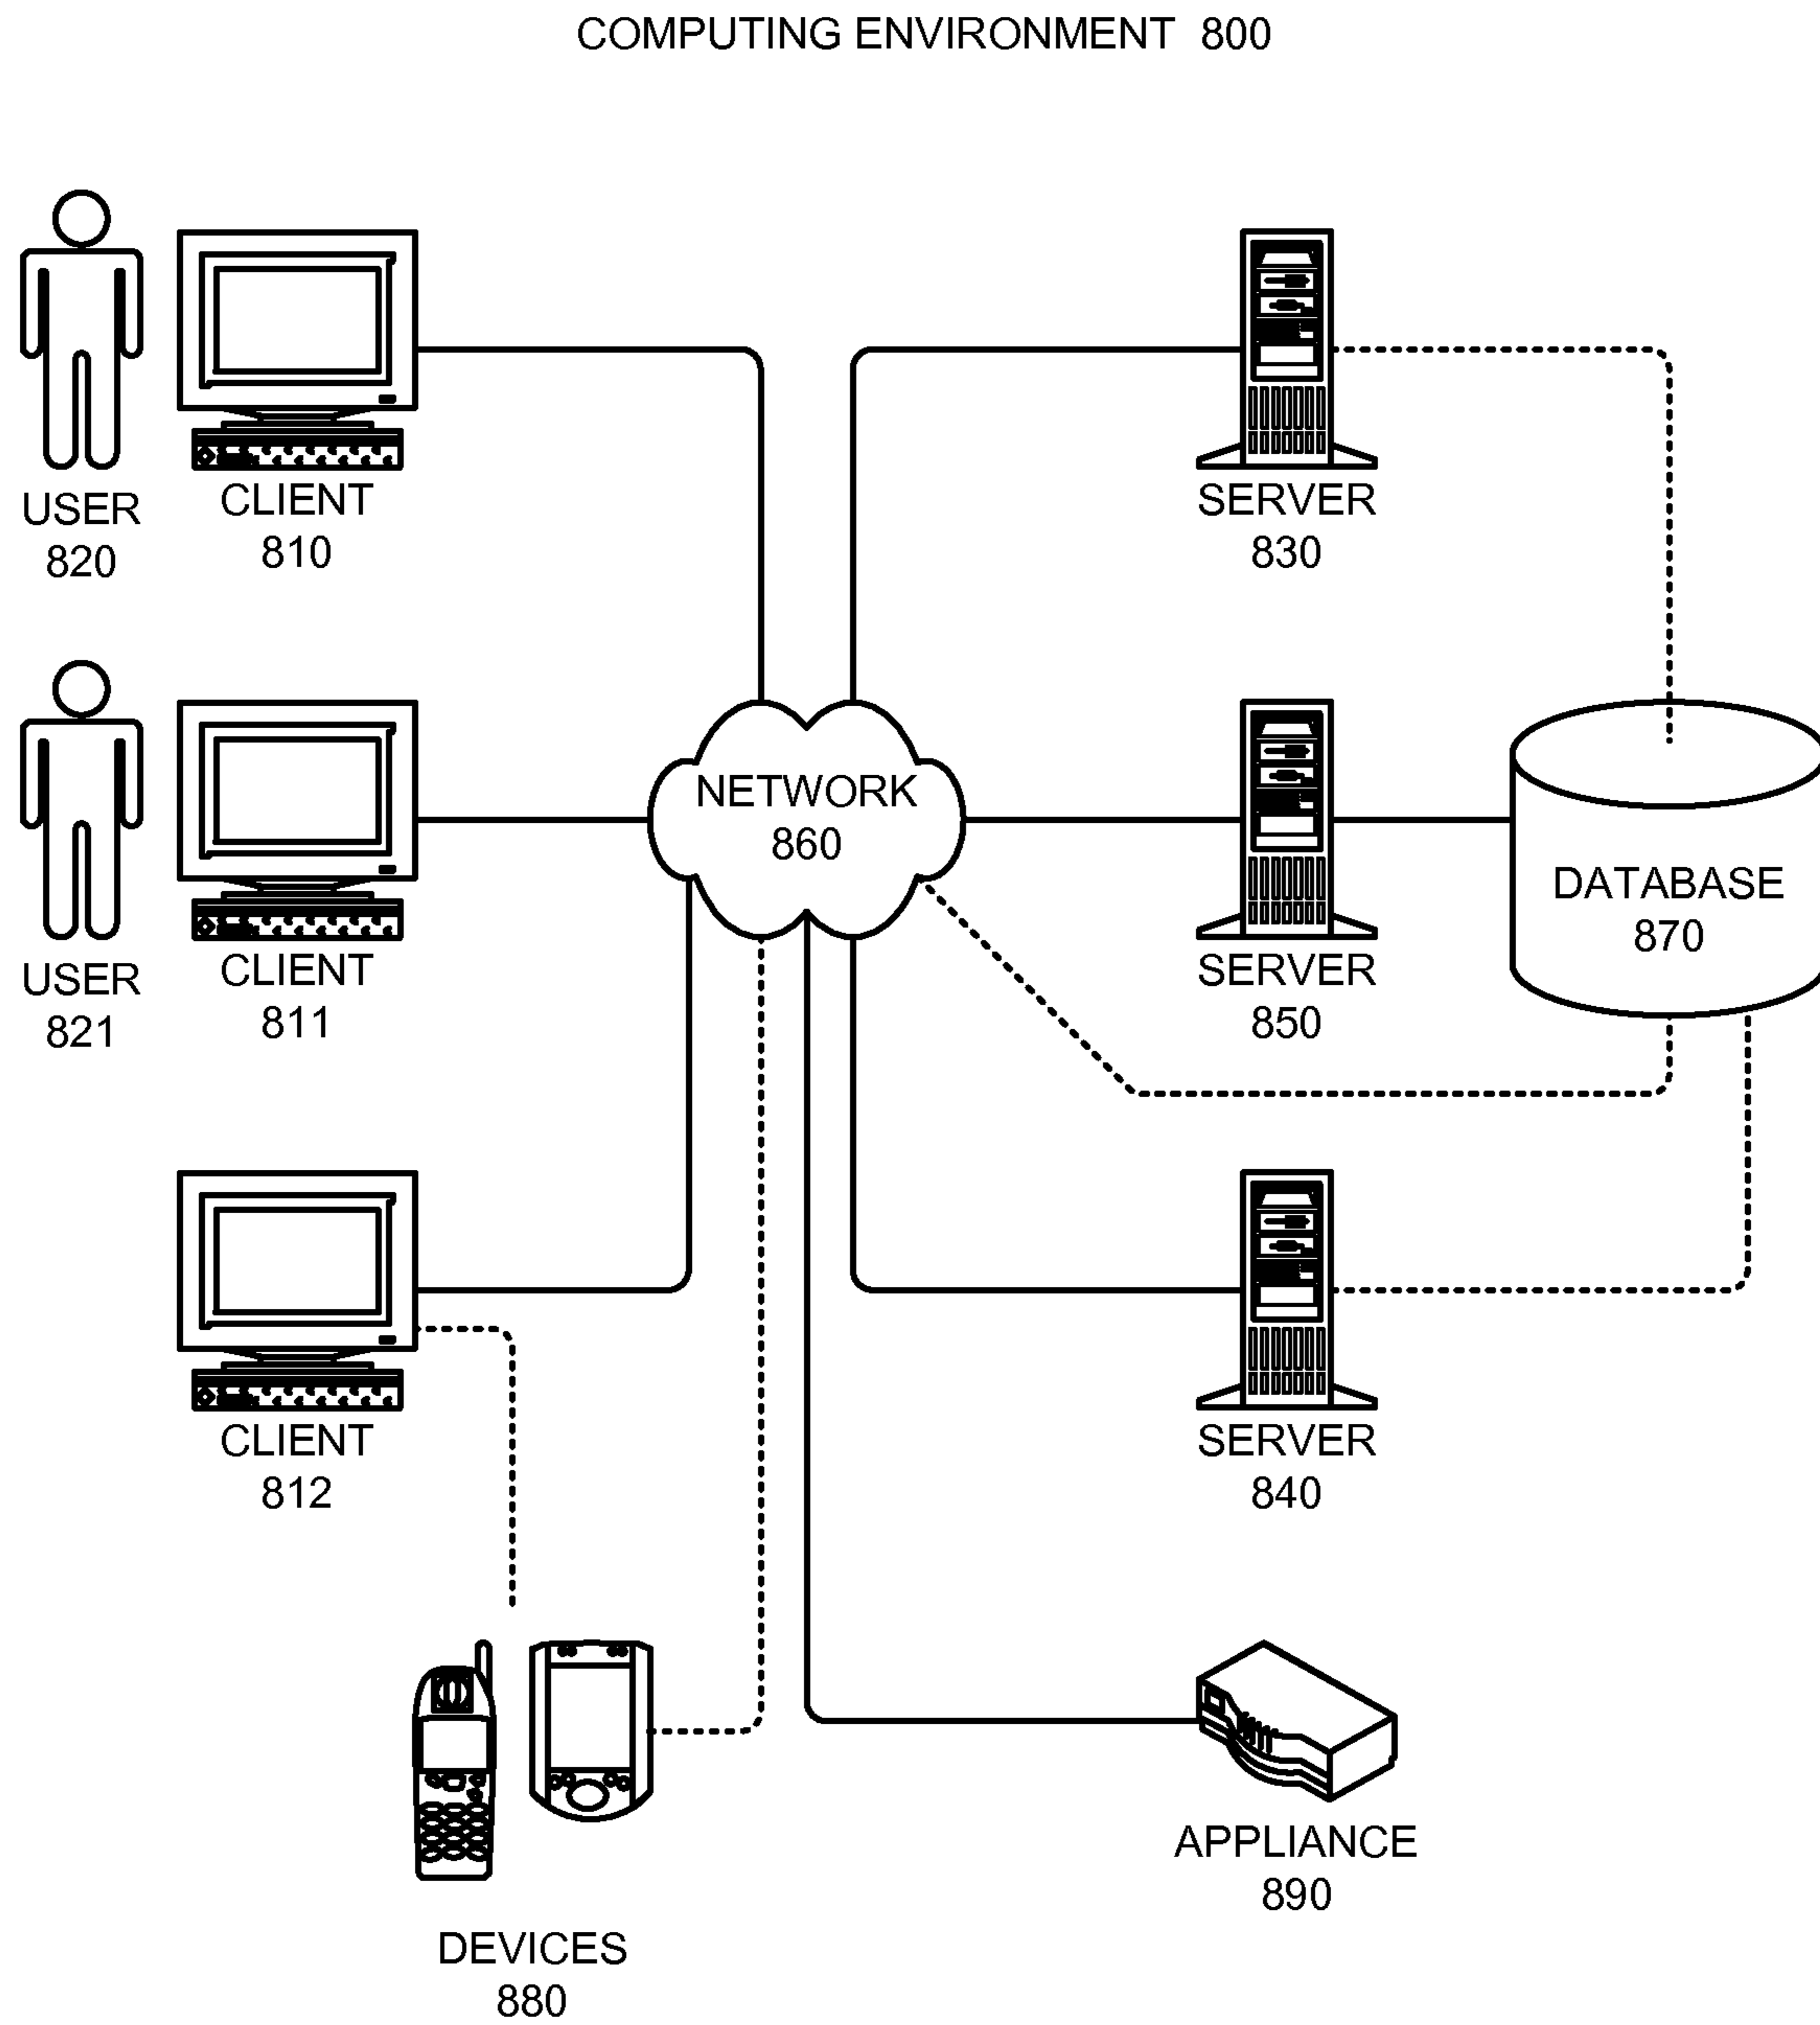 COMPUTING ENVIRONMENT 800
USER
820
CLIENT
810
SERVER
830
USER
821
CLIENT
811
NETWORK
860
SERVER
850
DATABASE
870
CLIENT
812
SERVER
840
DEVICES
880
APPLIANCE
890